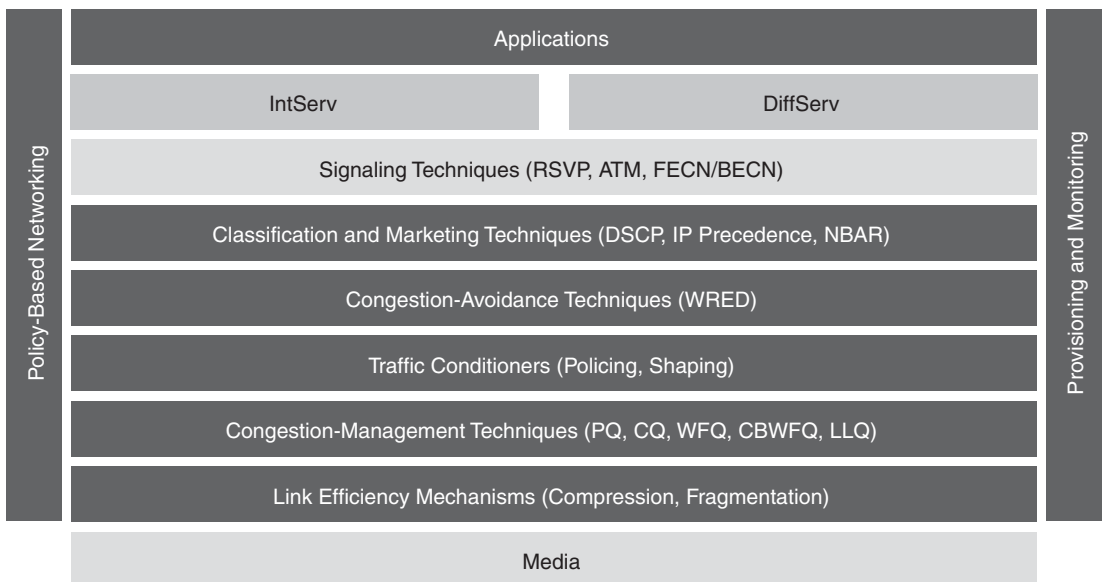 Policy-Based Networking
Applications
IntServ
DiffServ
Signaling Techniques (RSVP, ATM, FECN/BECN)
Classification and Marketing Techniques (DSCP, IP Precedence, NBAR)
Congestion-Avoidance Techniques (WRED)
Traffic Conditioners (Policing, Shaping)
Congestion-Management Techniques (PQ, CQ, WFQ, CBWFQ, LLQ)
Link Efficiency Mechanisms (Compression, Fragmentation)
Media
Provisioning and Monitoring